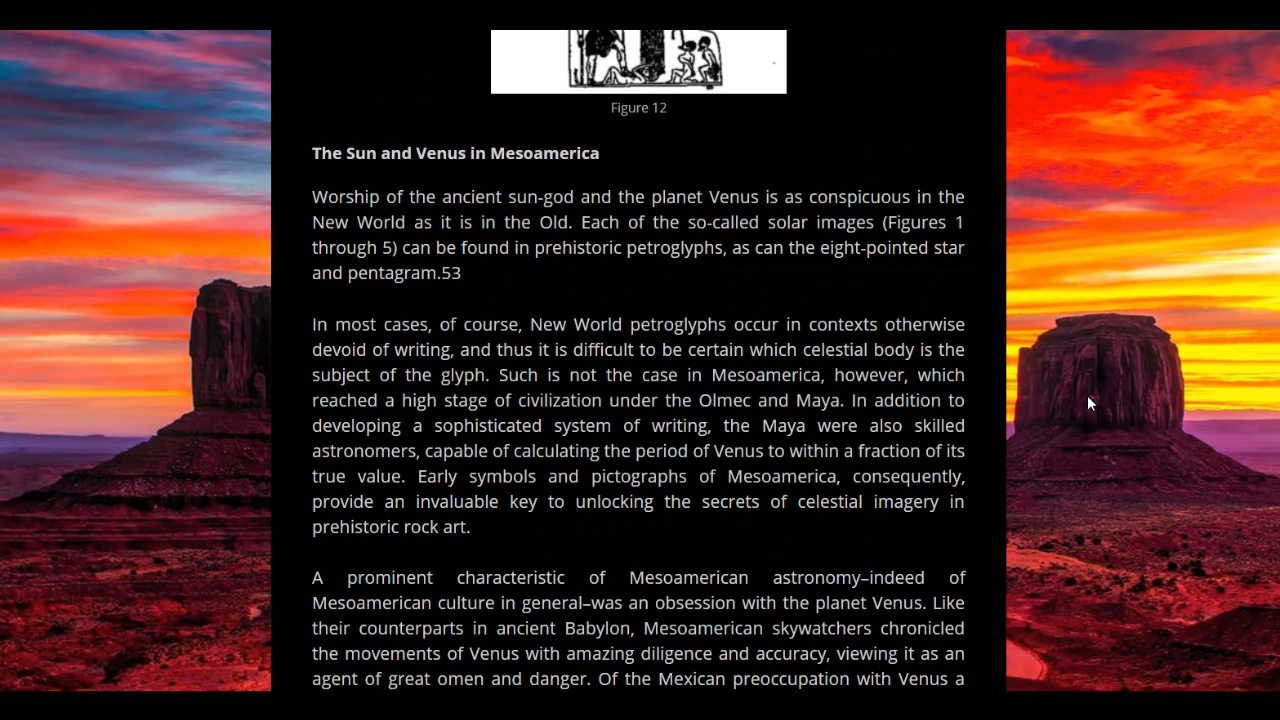 Figure 12
The Sun and Venus in Mesoamerica
Worship of the ancient sun-god and the planet Venus is as conspicuous in the
New World as it is in the Old. Each of the so-called solar images (Figures 1
through 5) can be found in prehistoric petroglyphs, as can the eight-pointed star
and pentagram.53
In most cases, of course, New World petroglyphs occur in contexts otherwise
devoid of writing, and thus it is difficult to be certain which celestial body is the
subject of the glyph. Such is not the case in Mesoamerica, however, which
reached a high stage of civilization under the Olmec and Maya. In addition to
developing a sophisticated system of writing, the Maya were also skilled
astronomers, capable of calculating the period of Venus to within a fraction of its
true value. Early symbols and pictographs of Mesoamerica, consequently,
provide an invaluable key to unlocking the secrets of celestial imagery in
prehistoric rock art.
A prominent characteristic of Mesoamerican astronomy–indeed of
Mesoamerican culture in general–was an obsession with the planet Venus. Like
their counterparts in ancient Babylon, Mesoamerican skywatchers chronicled
the movements of Venus with amazing diligence and accuracy, viewing it as an
agent of great omen and danger. Of the Mexican preoccupation with Venus a